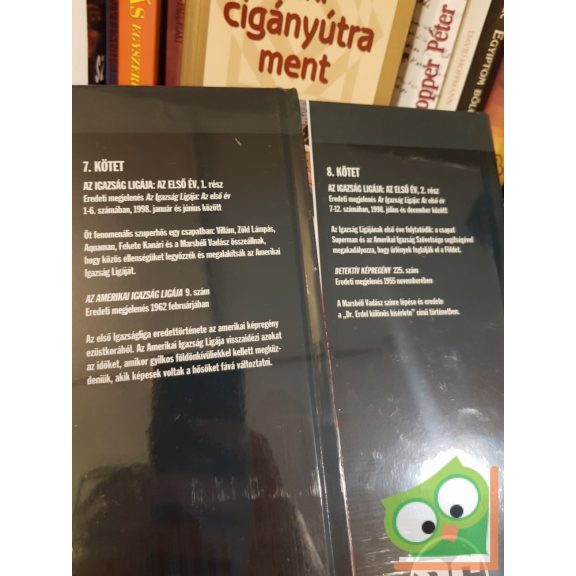 cigányútra
ment
EGYSZER
DAVID HERRMANN
opper Péter
EGYIPTOM
7. KÖTET
AZ IGAZSÁG LIGÁJA: AZ ELSŐ ÉV, 1. rész
Eredeti megjelenés Az Igazság Ligája: Az első év
1-6. számában, 1998. január és június között
Öt fenomenális szuperhős egy csapatban: Villám, Zöld Lámpás,
Aquaman, Fekete Kanári és a Marsbéli Vadász összeállnak,
hogy közös ellenségüket legyőzzék és megalakítsák az Amerikai
Igazság Ligáját.
AZ AMERIKAI IGAZSÁG LIGÁJA 9. szám
Eredeti megjelenés 1962 februárjában
Az első Igazságliga eredettörténete az amerikai képregény
ezüstkorából. Az Amerikai Igazság Ligája visszaidézi azokat
az időket, amikor gyilkos földönkívüliekkel kellett megküz-
deniük, akik képesek voltak a hősöket fává változtatni.
8. KÖTET
AZ IGAZSÁG LIGÁJA: AZ ELSŐ ÉV, 2. rész
Eredeti megjelenés Az Igazság Ligája: Az első év
7-12. számában, 1998. július és december között
Az Igazság Ligájának első éve folytatódik: a csapat
Superman és az Amerikai Igazság Szövetsége segítségével
megakadályozza, hogy űrlények foglalják el a Földet.
DETEKTÍV KÉPREGÉNY 225. szám
Eredeti megjelenés 1955 novemberében
A Marsbéli Vadász színre lépése és eredete
a „Dr. Erdel különös kísérlete” című történetben.